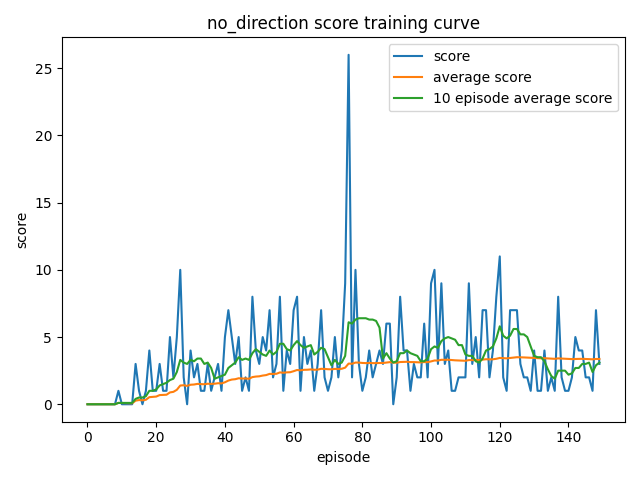 no_direction score training curve
score
average score
10 episode average score
25
20
15
10
5
0
score
0
20
40
60
80
100
120
140
episode